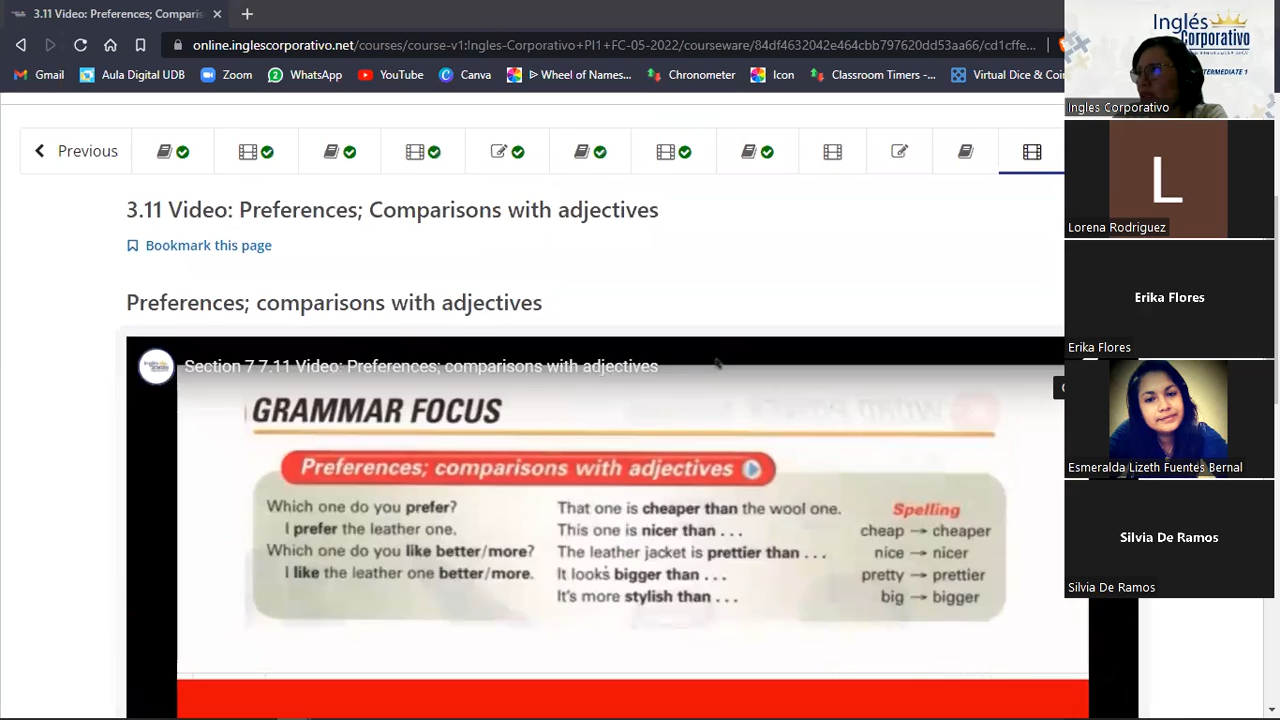 3.11 Video: Preferences; Comparis
online.inglescorporativo.net/courses/course-v1:Ingles-Corporativo+PI1+FC-05-2022/courseware/84df4632042e464cbb797620dd53aa66/cd1cffe...
Gmail
Aula Digital UDB
Zoom
WhatsApp
YouTube
Canva
Wheel of Names...
Chronometer
Icon
Classroom Timers -...
Virtual Dice & Coi
Previous
3.11 Video: Preferences; Comparisons with adjectives
Bookmark this page
Preferences; comparisons with adjectives
Section 7 7.11 Video: Preferences; comparisons with adjectives
GRAMMAR FOCUS
Preferences; comparisons with adjectives
Which one do you prefer?
I prefer the leather one.
Which one do you like better/more?
I like the leather one better/more.
That one is cheaper than the wool one.
This one is nicer than . . .
The leather jacket is prettier than . . .
It looks bigger than . . .
It's more stylish than . . .
Spelling
cheap → cheaper
nice → nicer
pretty → prettier
big → bigger
Inglés
Corporativo
Ingles Corporativo
L
Lorena Rodriguez
Erika Flores
Erika Flores
Esmeralda Lizeth Fuentes Bernal
Silvia De Ramos
Silvia De Ramos